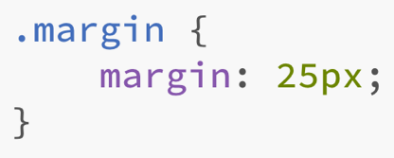 .margin {
    margin: 25px;
}